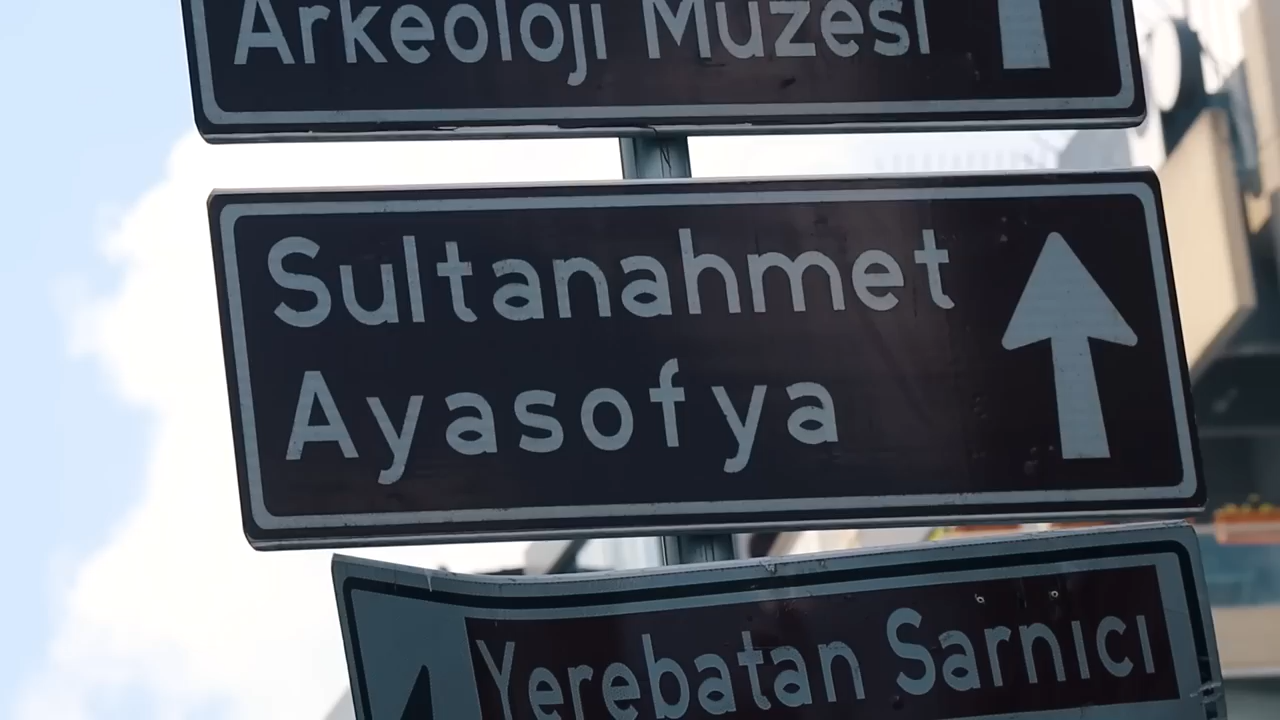 Arkeoloji Müzesi
Sultanahmet
Ayasofya
Yerebatan Sarnıcı